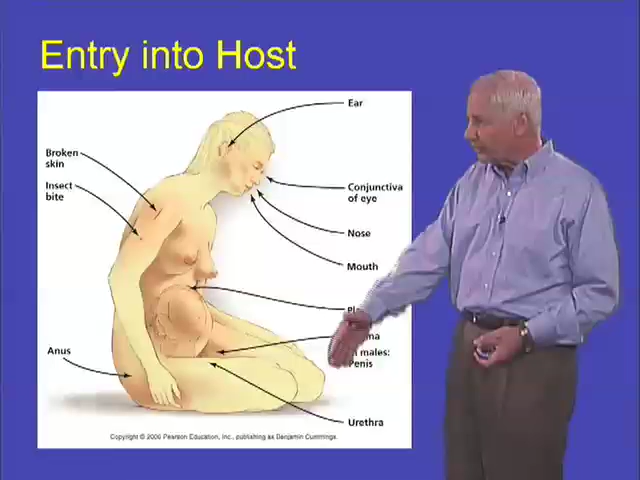 Entry into Host
Ear
Broken
skin
Insect
bite
Conjunctiva
of eye
Nose
Mouth
males:
Penis
Anus
Urethra
Copyright © 2006 Pearson Education, Inc., publishing as Benjamin Cummings.